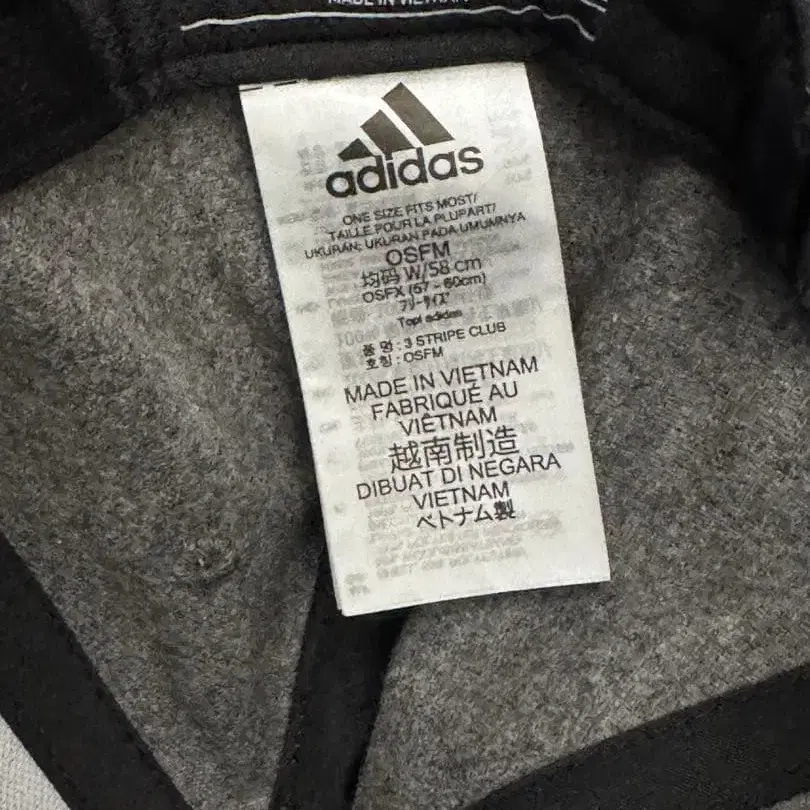 MADE IN VIETNAM
adidas
ONE SIZE FITS MOST/
TAILLE POUR LA PLUPART/
UKURAN: UKURAN PADA UMUMNYA
OSFM
均码 W/58 cm
OSFX (57 - 60cm)
フリーサイズ
Topi adidas
품 명 : 3 STRIPE CLUB
호칭 : OSFM
MADE IN VIETNAM
FABRIQUÉ AU
VIÊTNAM
越南制造
DIBUAT DI NEGARA
VIETNAM
ベトナム製